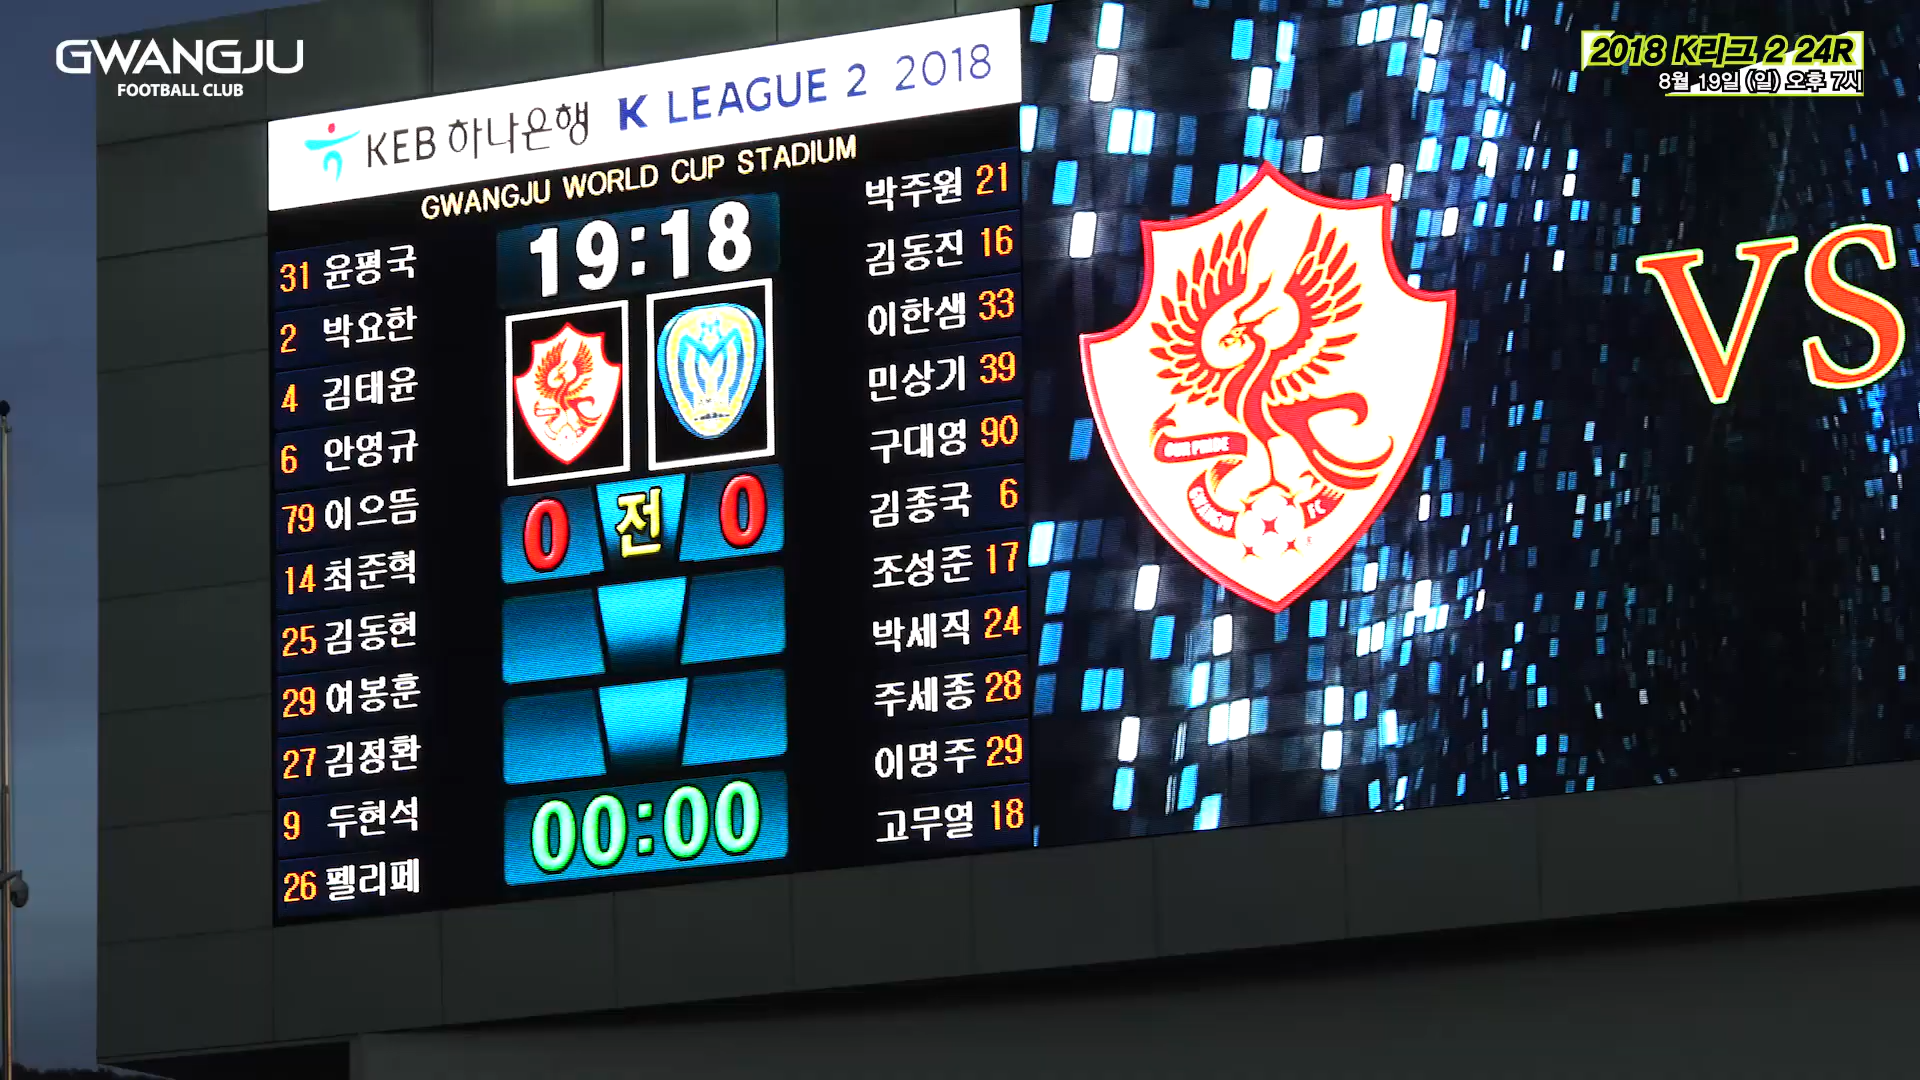 GWANGJU
FOOTBALL CLUB
2018 K리그 2 24R
8월 19일 (일) 오후 7시
KEB 하나은행 K LEAGUE 2 2018
GWANGJU WORLD CUP STADIUM
19:18
31 윤평국
2 박요한
4 김태윤
6 안영규
79 이으뜸
14 최준혁
25 김동현
29 여봉훈
27 김정환
9 두현석
26 펠리페
0 전 0
00:00
박주원 21
김동진 16
이한샘 33
민상기 39
구대영 90
김종국 6
조성준 17
박세직 24
주세종 28
이명주 29
고무열 18
OUR PRIDE
GWANGJU FC
VS